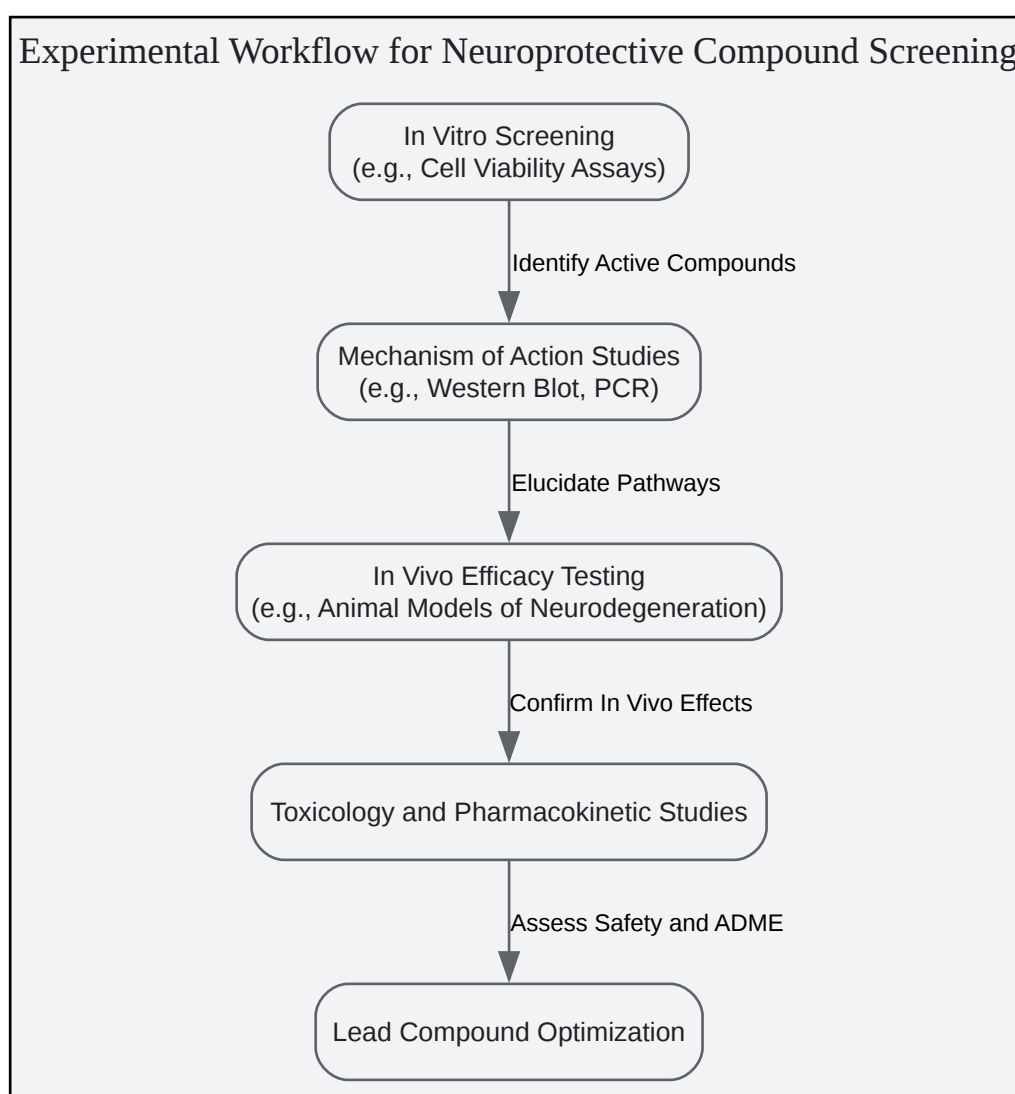 Experimental Workflow for Neuroprotective Compound Screening
In Vitro Screening
(e.g., Cell Viability Assays)
Identify Active Compounds
Mechanism of Action Studies
(e.g., Western Blot, PCR)
Elucidate Pathways
In Vivo Efficacy Testing
(e.g., Animal Models of Neurodegeneration)
Confirm In Vivo Effects
Toxicology and Pharmacokinetic Studies
Assess Safety and ADME
Lead Compound Optimization